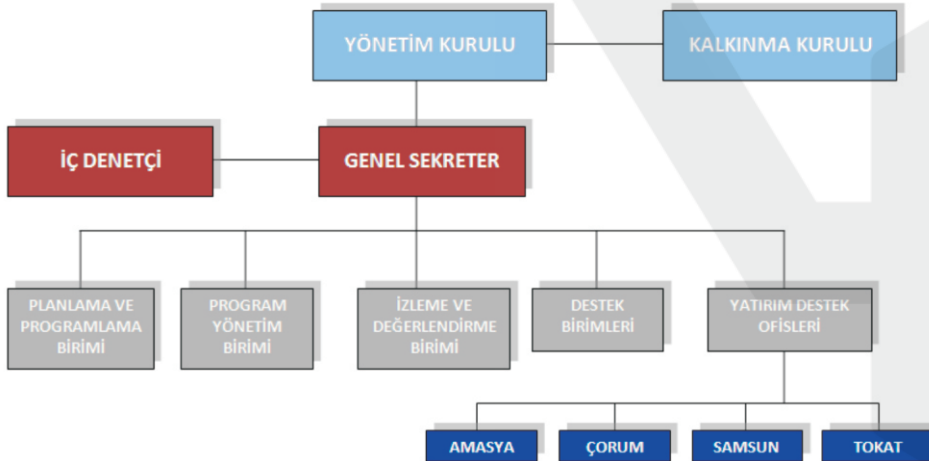 YÖNETİM KURULU
KALKINMA KURULU
İÇ DENETÇİ
GENEL SEKRETER
PLANLAMA VE
PROGRAMLAMA
BİRİMİ
PROGRAM
YÖNETİM
BİRİMİ
İZLEME VE
DEĞERLENDİRME
BİRİMİ
DESTEK
BİRİMLERİ
YATIRIM DESTEK
OFİSLERİ
AMASYA
ÇORUM
SAMSUN
TOKAT